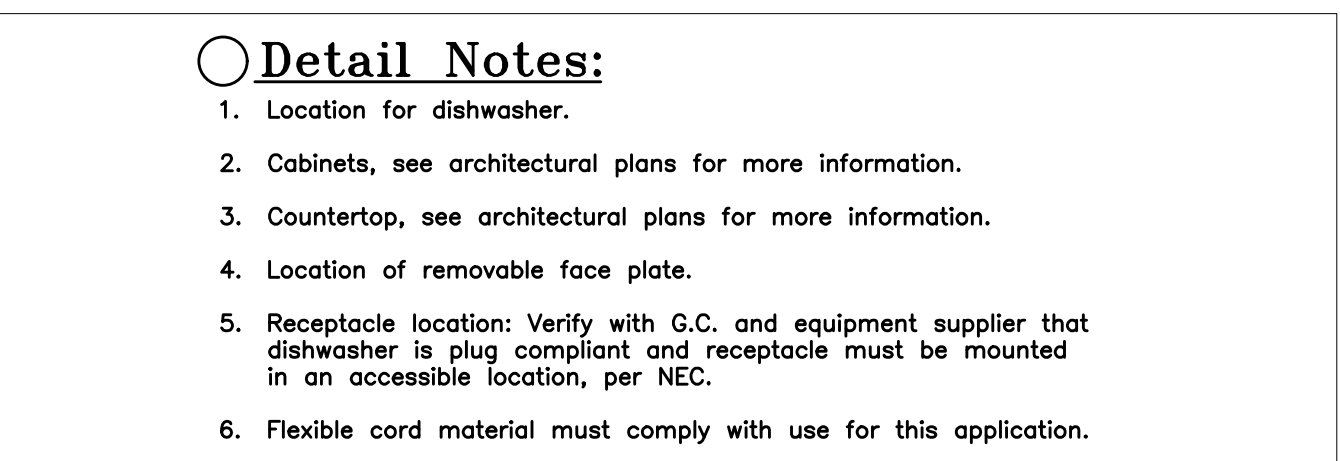 Detail Notes:
1. Location for dishwasher.
2. Cabinets, see architectural plans for more information.
3. Countertop, see architectural plans for more information.
4. Location of removable face plate.
5. Receptacle location: Verify with G.C. and equipment supplier that
dishwasher is plug compliant and receptacle must be mounted
in an accessible location, per NEC.
6. Flexible cord material must comply with use for this application.